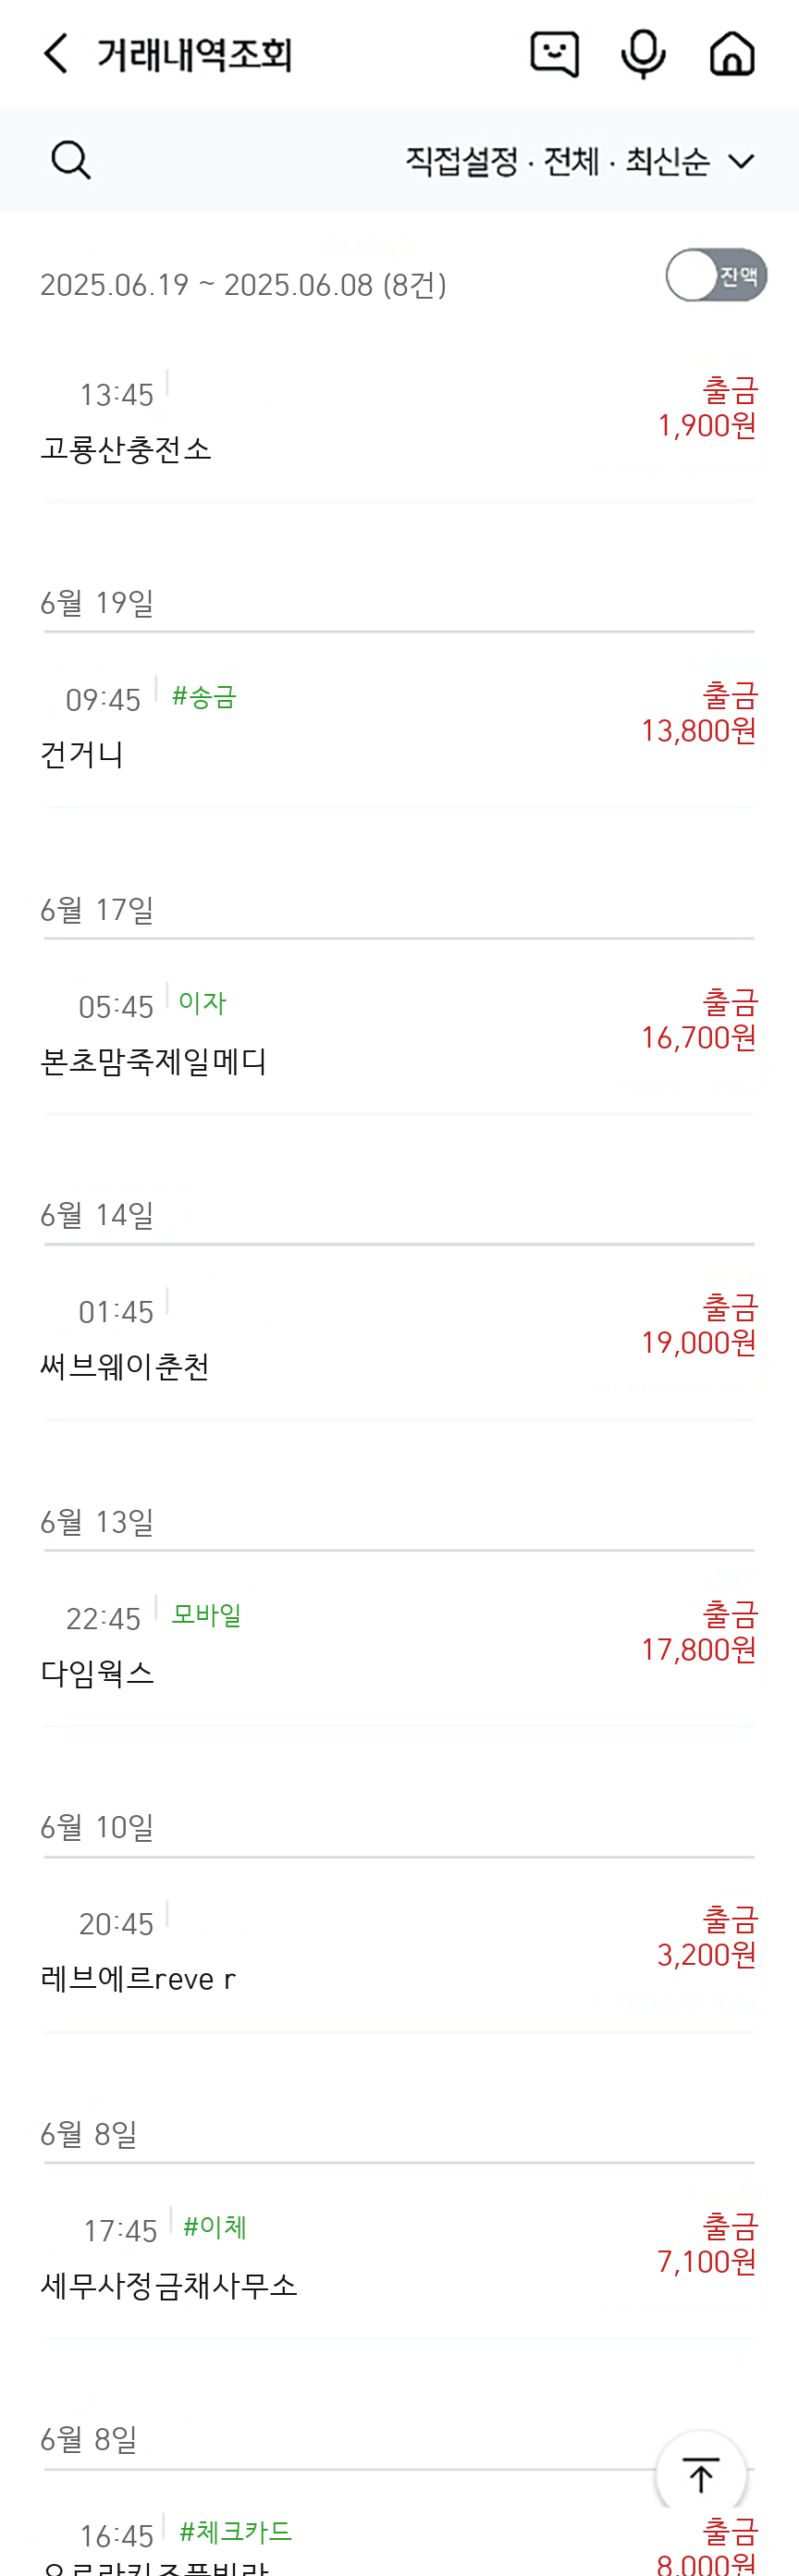 거래내역조회
직접설정 · 전체 · 최신순
2025.06.19 ~ 2025.06.08 (8건)
잔액
13:45
출금
1,900원
고룡산충전소
6월 19일
09:45 #송금
출금
13,800원
건거니
6월 17일
05:45 이자
출금
16,700원
본초맘죽제일메디
6월 14일
01:45
출금
19,000원
써브웨이춘천
6월 13일
22:45 모바일
출금
17,800원
다임웍스
6월 10일
20:45
출금
3,200원
레브에르reve r
6월 8일
17:45 #이체
출금
7,100원
세무사정금채사무소
6월 8일
16:45 #체크카드
출금
8,000원